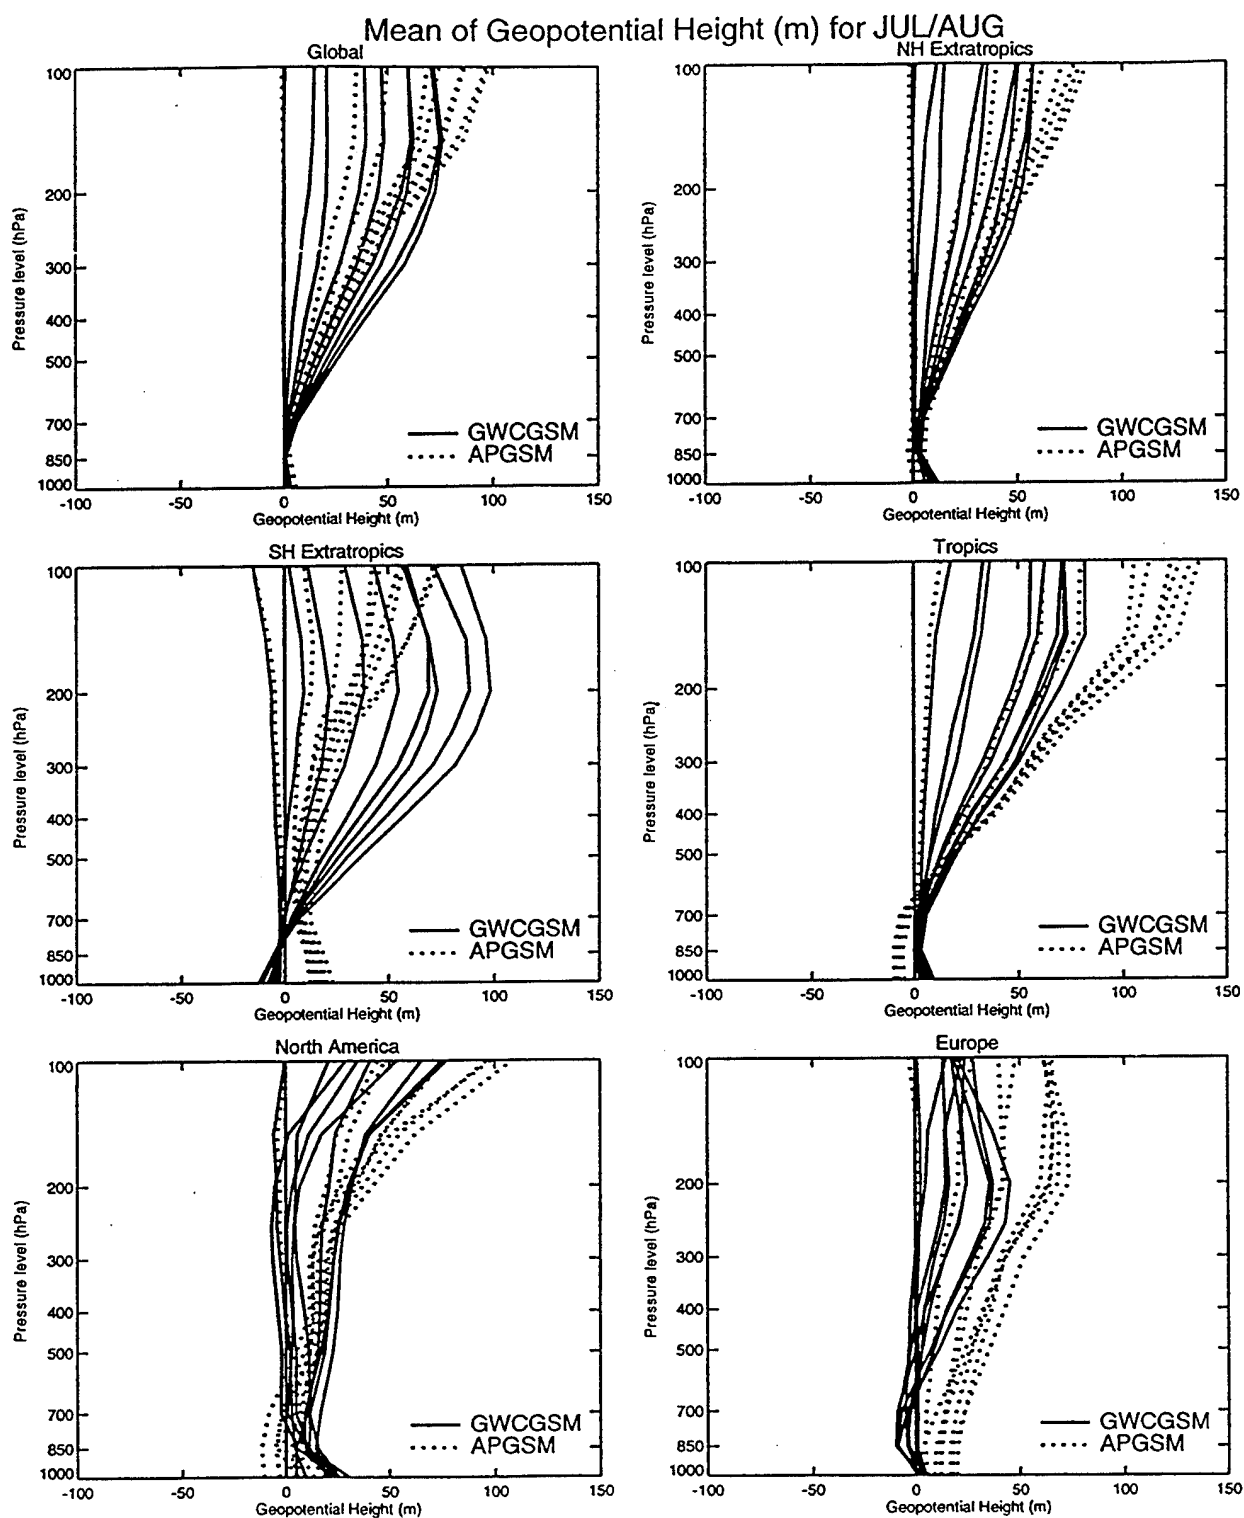 Mean of Geopotential Height (m) for JUL/AUG
Global
Pressure level (hPa)
100
200
300
400
500
700
850
1000
GWCGSM
APGSM
-100 -50 0 50 100 150
Geopotential Height (m)
NH Extratropics
Pressure level (hPa)
100
200
300
400
500
700
850
1000
GWCGSM
APGSM
-100 -50 0 50 100 150
Geopotential Height (m)
SH Extratropics
Pressure level (hPa)
100
200
300
400
500
700
850
1000
GWCGSM
APGSM
-100 -50 0 50 100 150
Geopotential Height (m)
Tropics
Pressure level (hPa)
100
200
300
400
500
700
850
1000
GWCGSM
APGSM
-100 -50 0 50 100 150
Geopotential Height (m)
North America
Pressure level (hPa)
100
200
300
400
500
700
850
1000
GWCGSM
APGSM
-100 -50 0 50 100 150
Geopotential Height (m)
Europe
Pressure level (hPa)
100
200
300
400
500
700
850
1000
GWCGSM
APGSM
-100 -50 0 50 100 150
Geopotential Height (m)